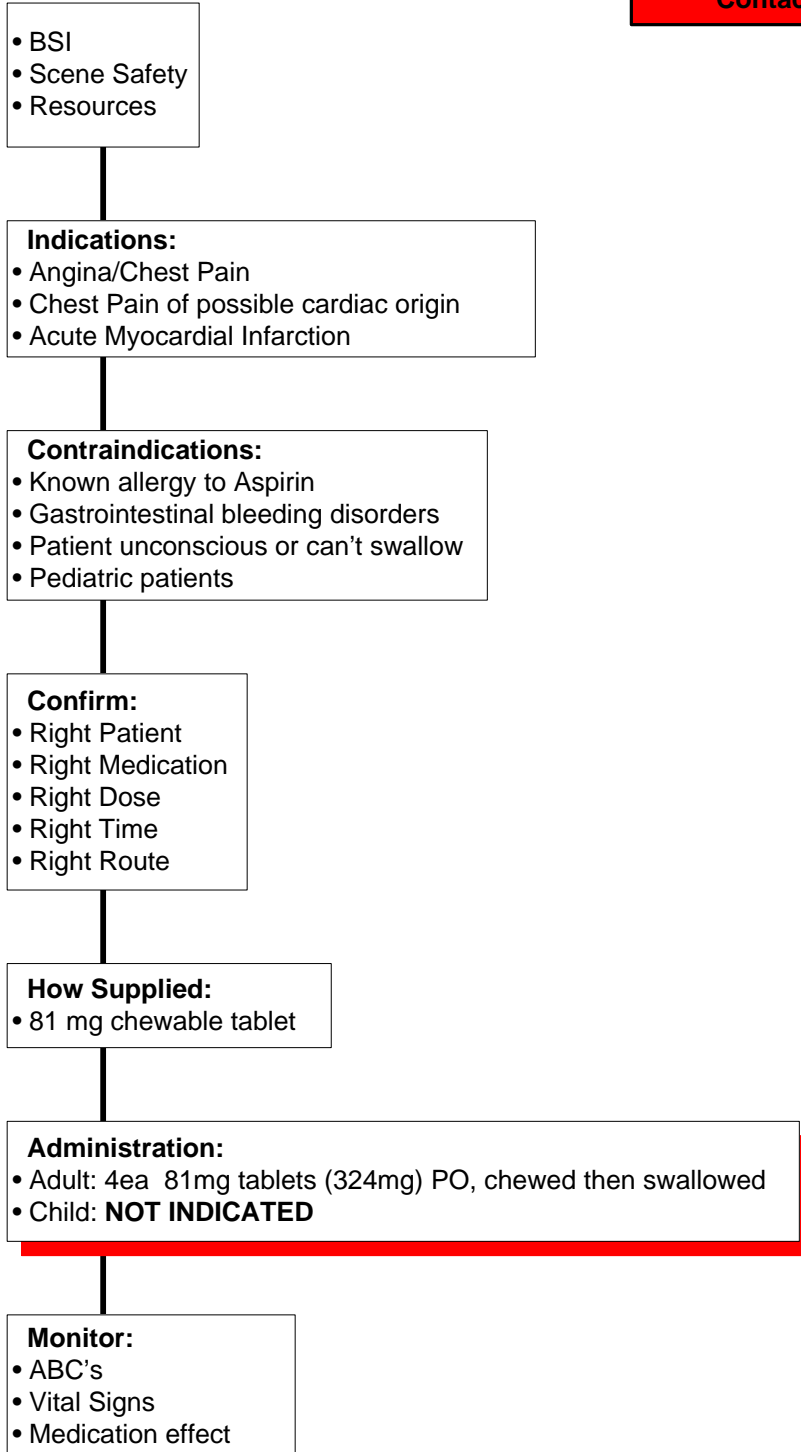 • BSI
• Scene Safety
• Resources
Indications:
• Angina/Chest Pain
• Chest Pain of possible cardiac origin
• Acute Myocardial Infarction
Contraindications:
• Known allergy to Aspirin
• Gastrointestinal bleeding disorders
• Patient unconscious or can’t swallow
• Pediatric patients
Confirm:
• Right Patient
• Right Medication
• Right Dose
• Right Time
• Right Route
How Supplied:
• 81 mg chewable tablet
Administration:
• Adult: 4ea  81mg tablets (324mg) PO, chewed then swallowed
• Child: NOT INDICATED
Monitor:
• ABC’s
• Vital Signs
• Medication effect